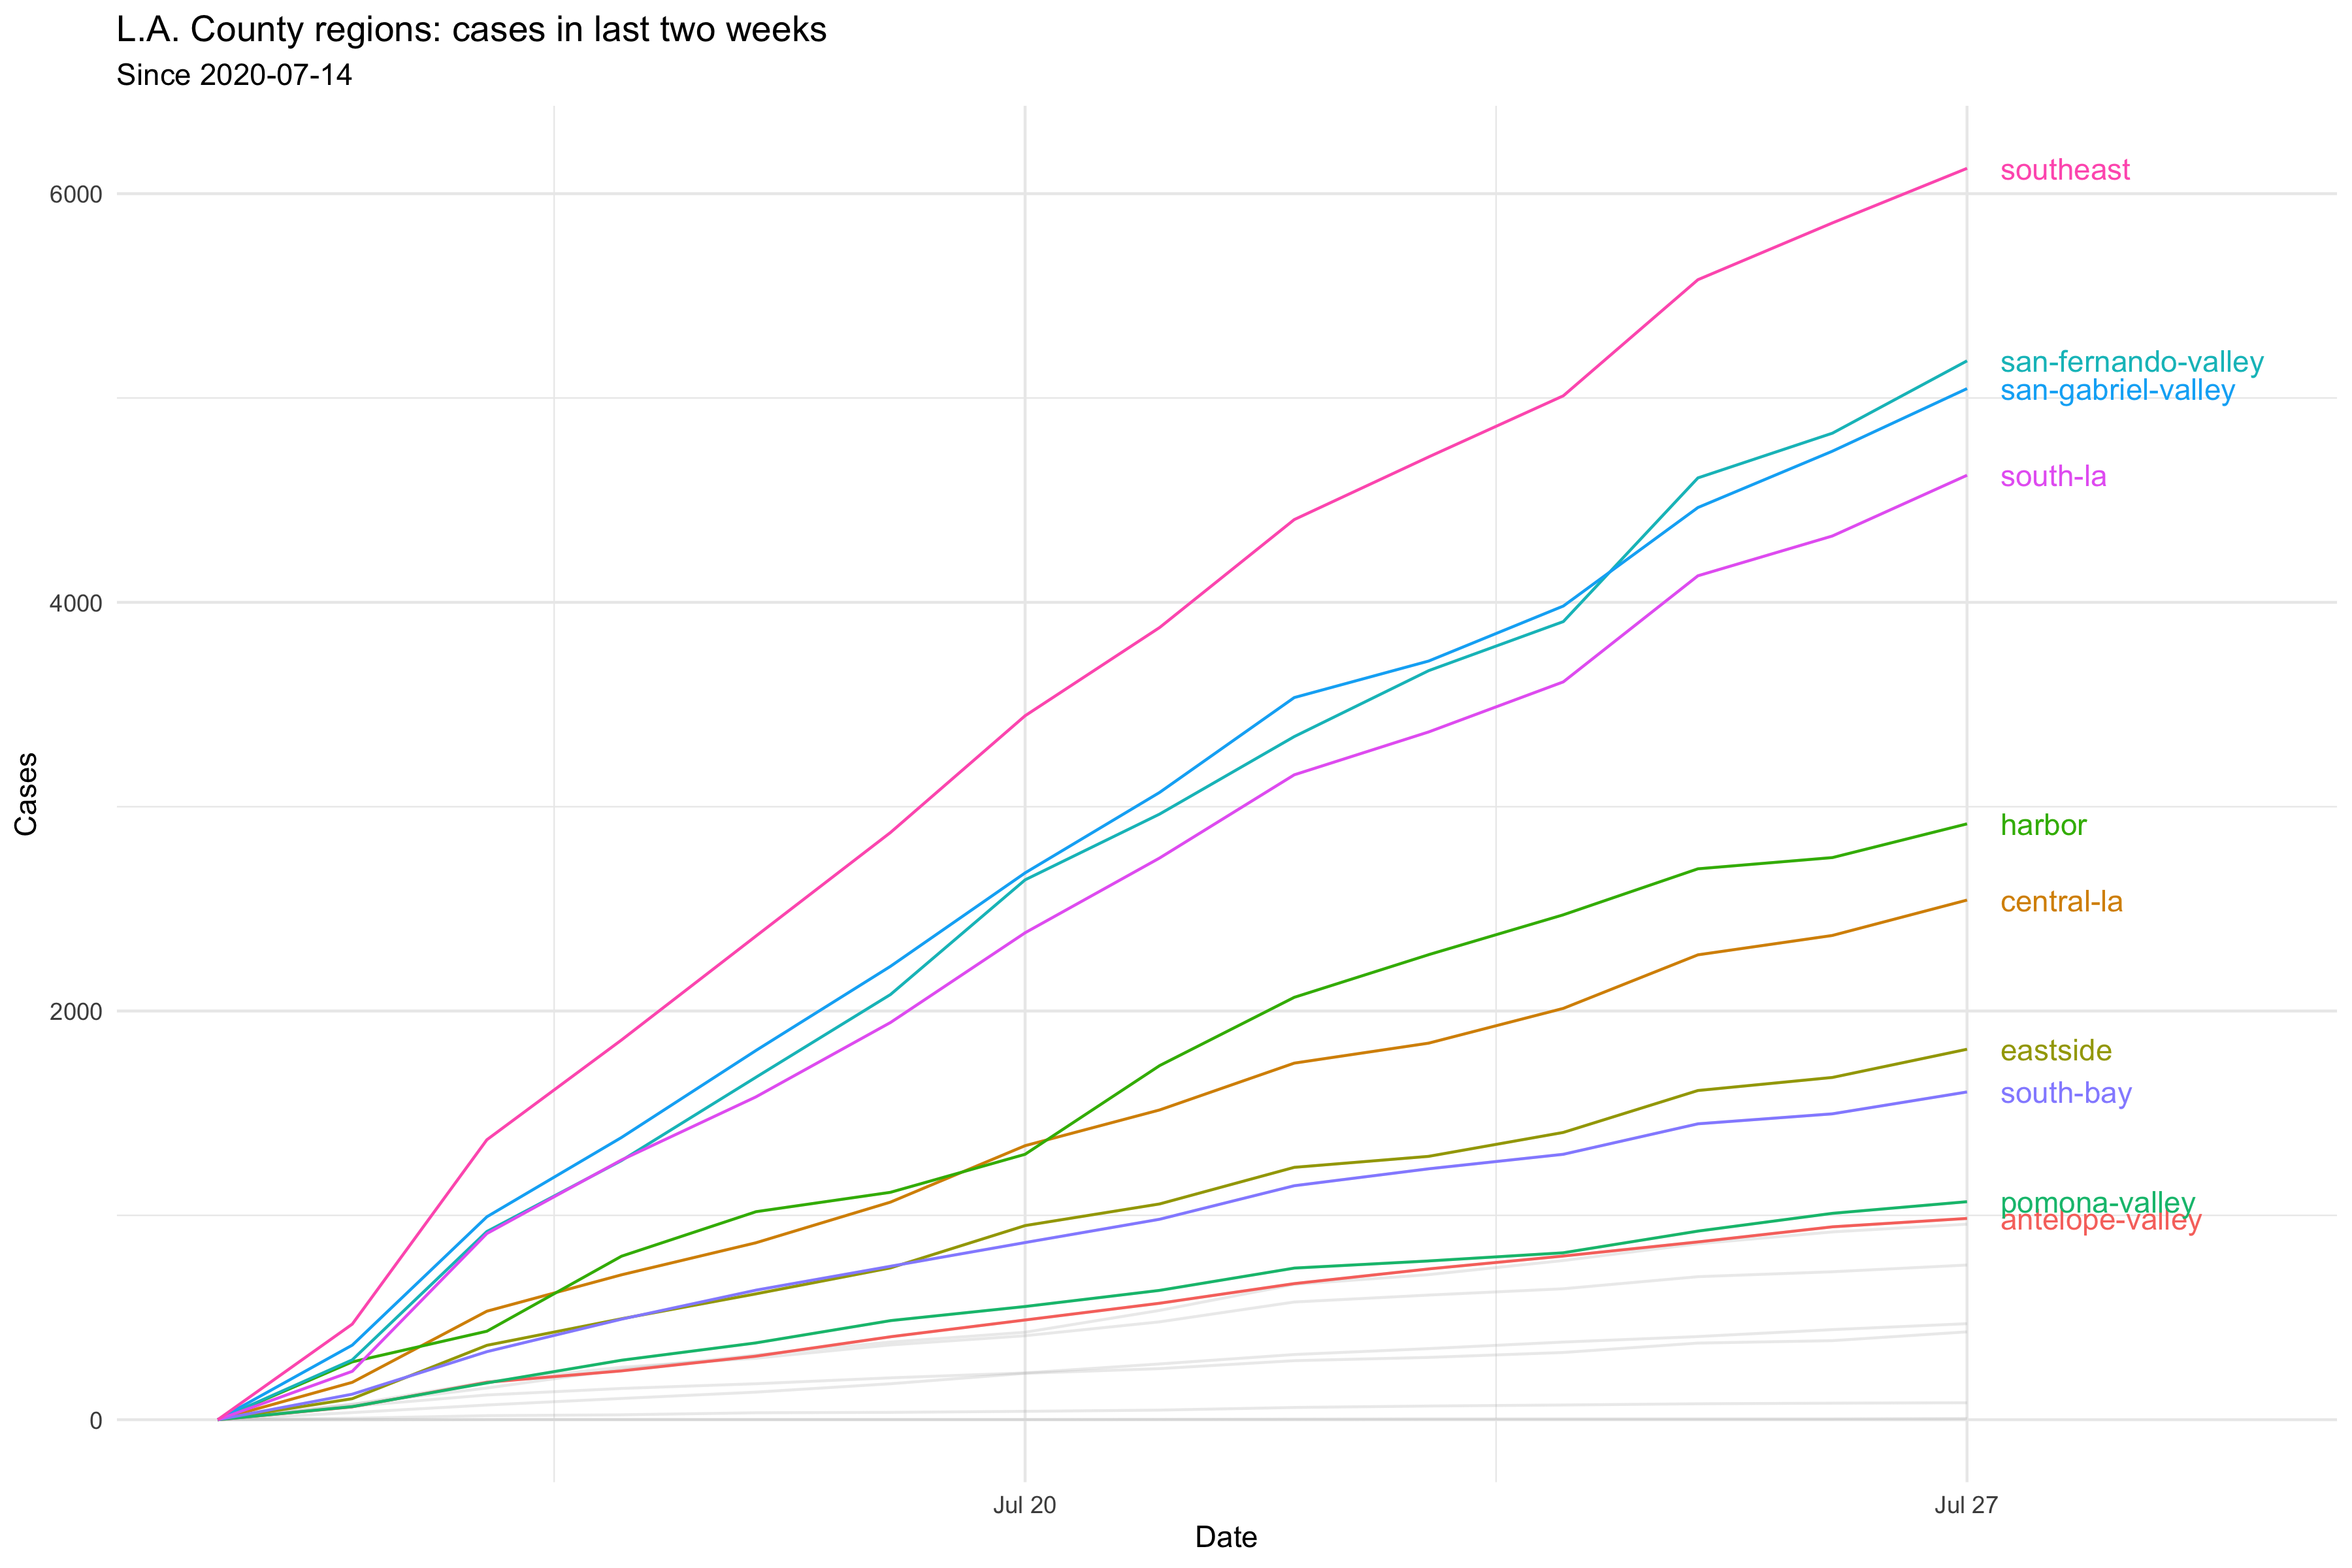 L.A. County regions: cases in last two weeks
Since 2020-07-14
6000
4000
2000
0
Cases
southeast
san-fernando-valley
san-gabriel-valley
south-la
harbor
central-la
eastside
south-bay
pomona-valley
antelope-valley
Jul 20
Jul 27
Date